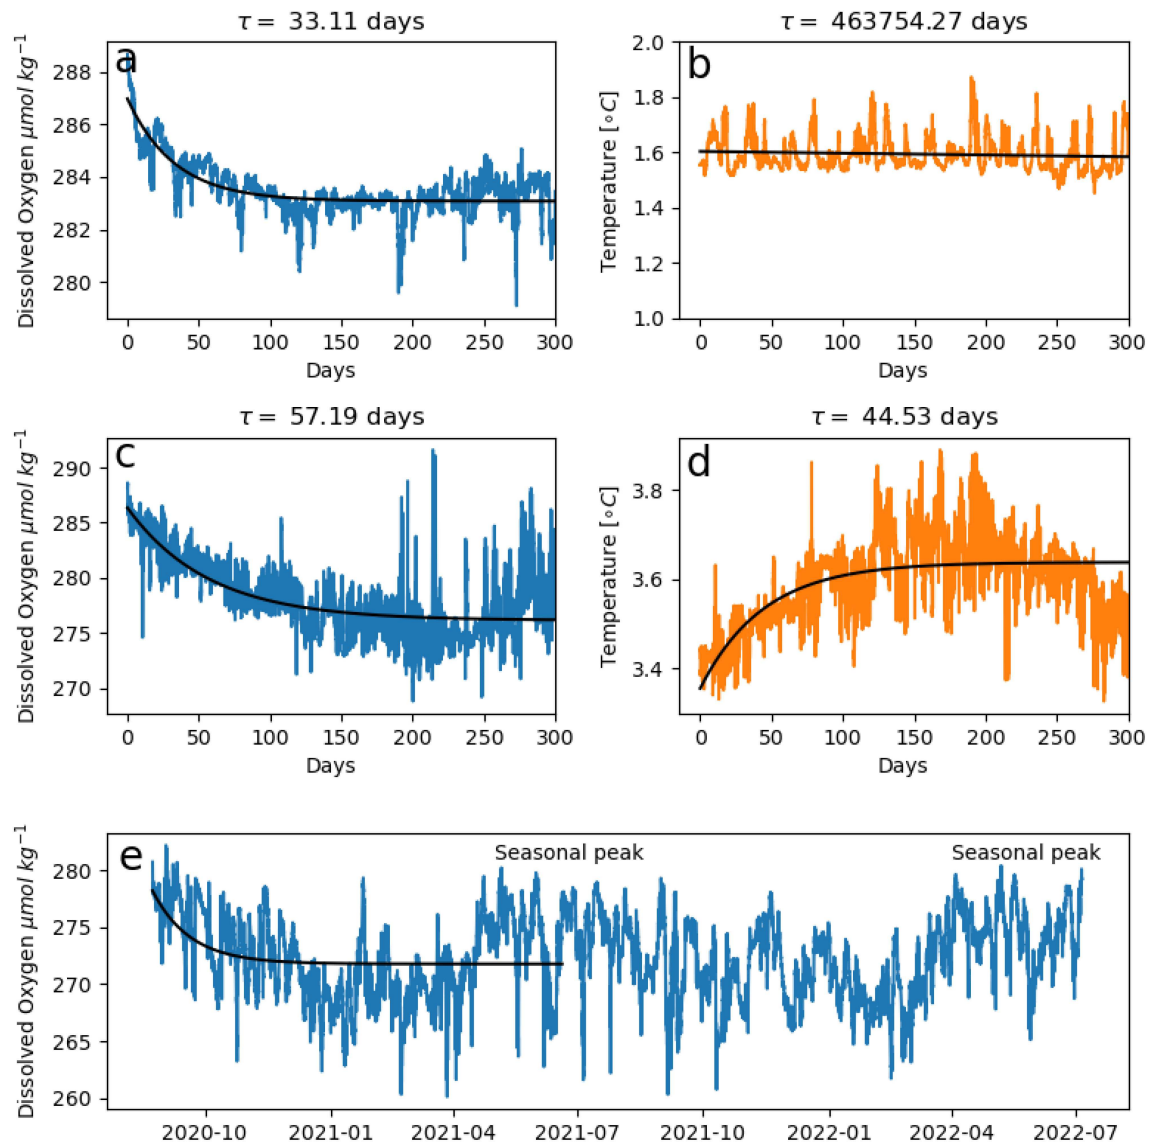 τ = 33.11 days
τ = 463754.27 days
a
b
Dissolved Oxygen μmol kg⁻¹
288
286
284
282
280
0 50 100 150 200 250 300
Days
Temperature [∘C]
2.0
1.8
1.6
1.4
1.2
1.0
0 50 100 150 200 250 300
Days
τ = 57.19 days
τ = 44.53 days
c
d
Dissolved Oxygen μmol kg⁻¹
290
285
280
275
270
0 50 100 150 200 250 300
Days
Temperature [∘C]
3.8
3.6
3.4
0 50 100 150 200 250 300
Days
e
Seasonal peak
Seasonal peak
Dissolved Oxygen μmol kg⁻¹
280
275
270
265
260
2020-10 2021-01 2021-04 2021-07 2021-10 2022-01 2022-04 2022-07